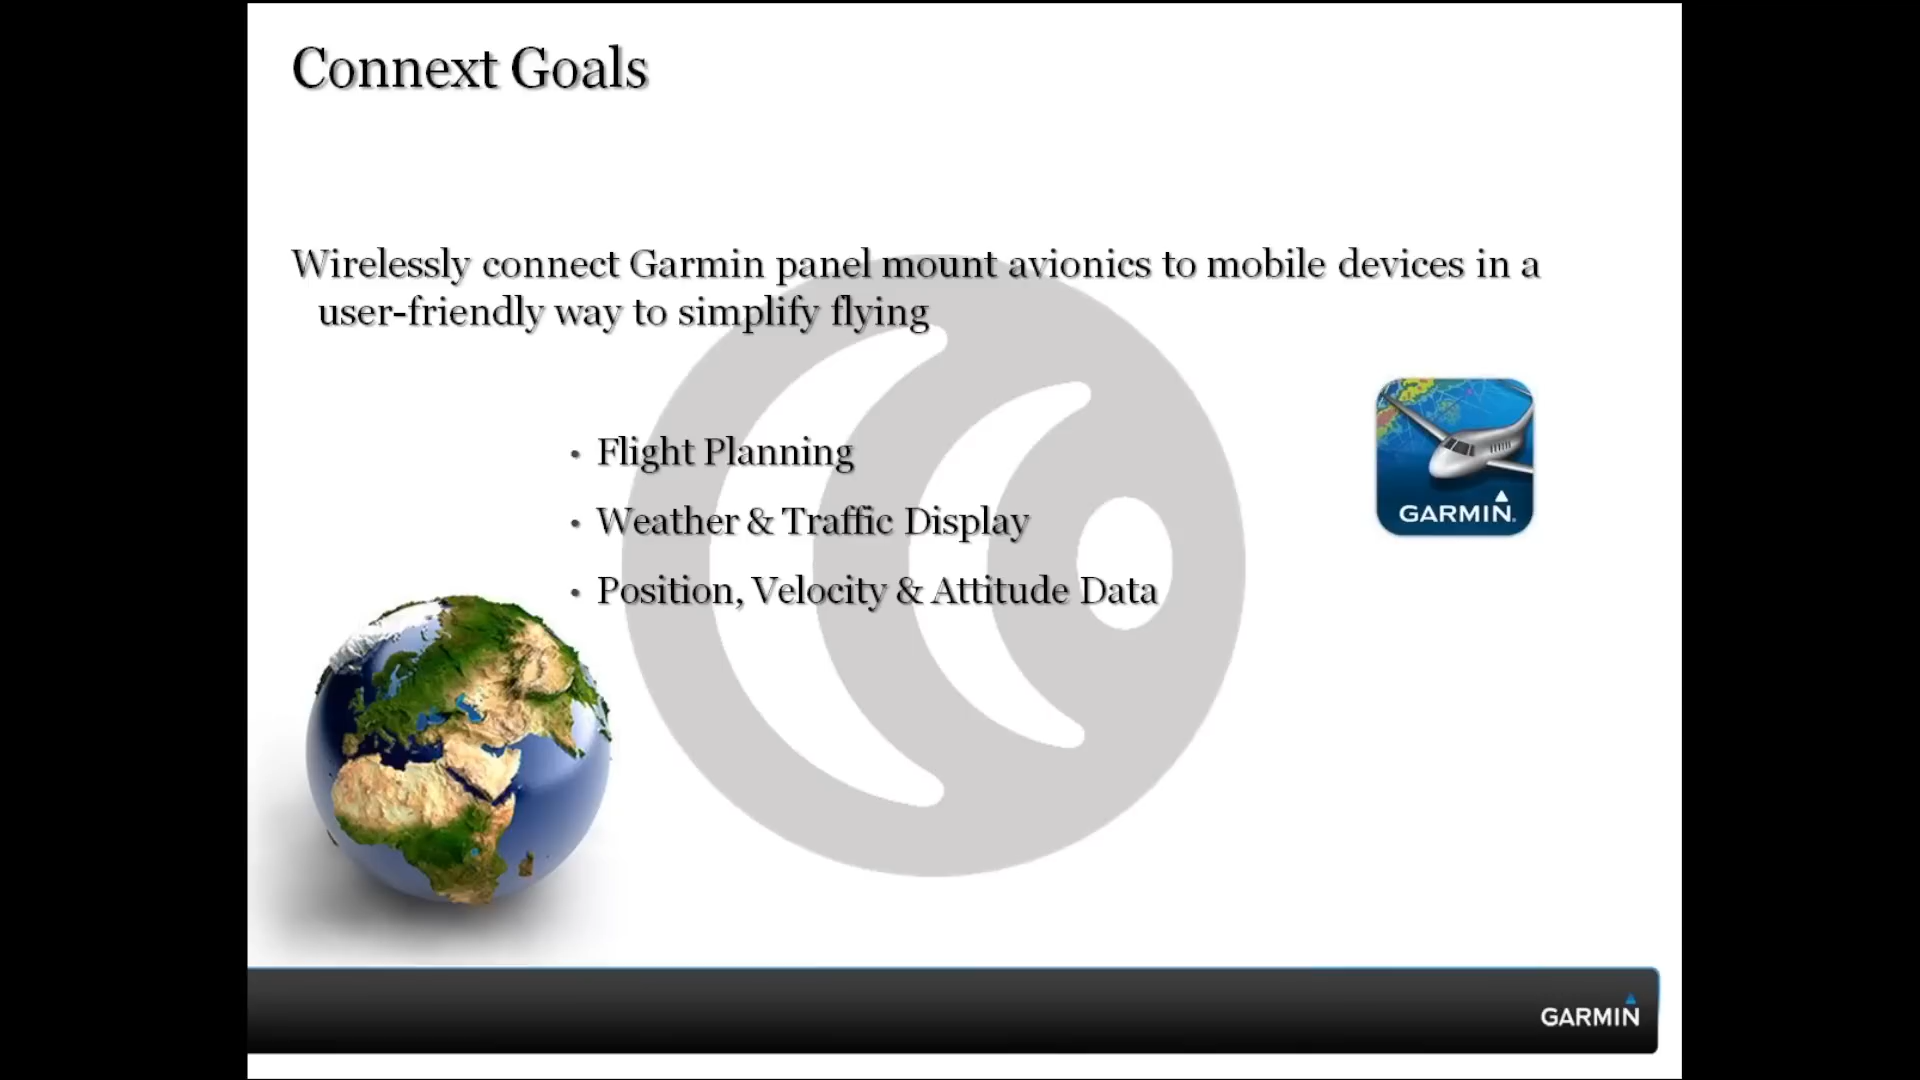 Connext Goals
Wirelessly connect Garmin panel mount avionics to mobile devices in a
user-friendly way to simplify flying
• Flight Planning
• Weather & Traffic Display
• Position, Velocity & Attitude Data
GARMIN.
GARMIN